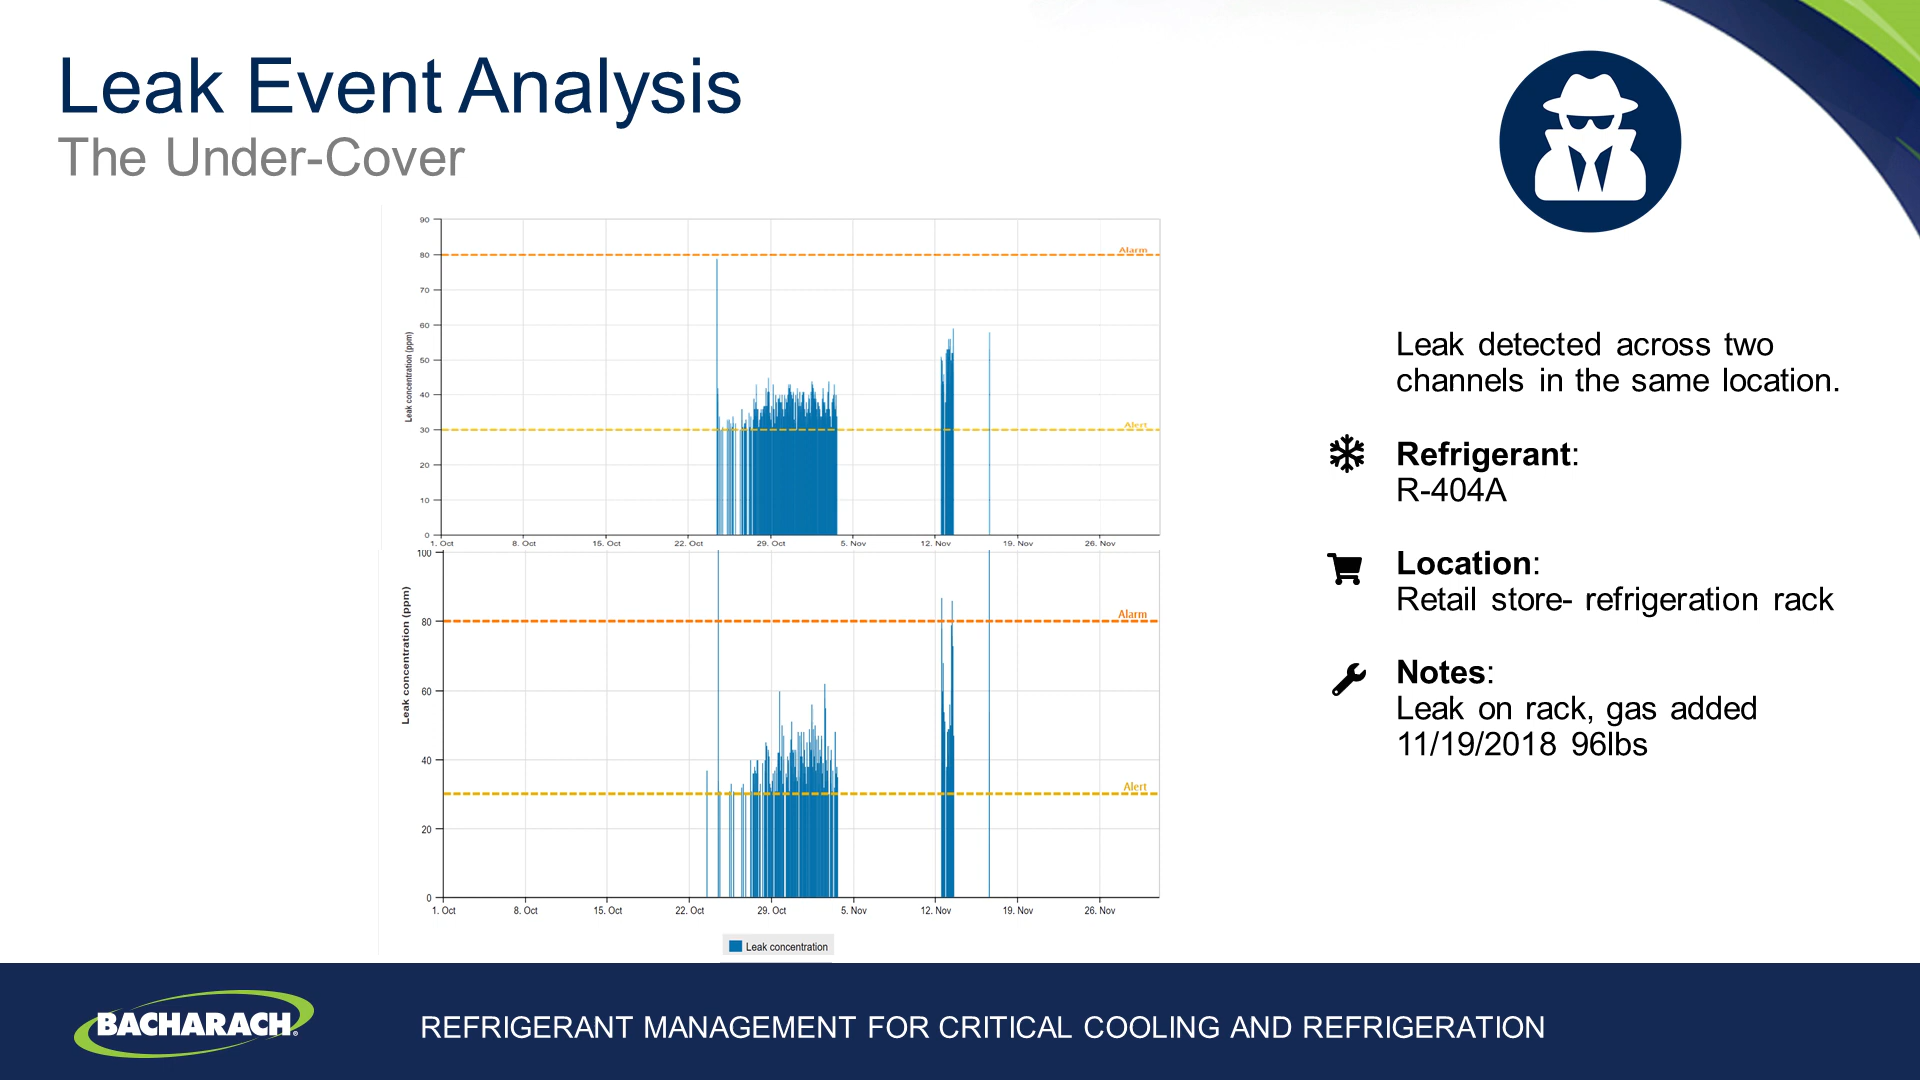 Leak Event Analysis
The Under-Cover
90
80
70
60
50
40
30
20
10
0
Leak concentration (ppm)
Alarm
Alert
1. Oct 8. Oct 15. Oct 22. Oct 29. Oct 5. Nov 12. Nov 19. Nov 26. Nov
100
80
60
40
20
0
Leak concentration (ppm)
Alarm
Alert
1. Oct 8. Oct 15. Oct 22. Oct 29. Oct 5. Nov 12. Nov 19. Nov 26. Nov
Leak concentration
Leak detected across two
channels in the same location.
Refrigerant:
R-404A
Location:
Retail store- refrigeration rack
Notes:
Leak on rack, gas added
11/19/2018 96lbs
BACHARACH®
REFRIGERANT MANAGEMENT FOR CRITICAL COOLING AND REFRIGERATION